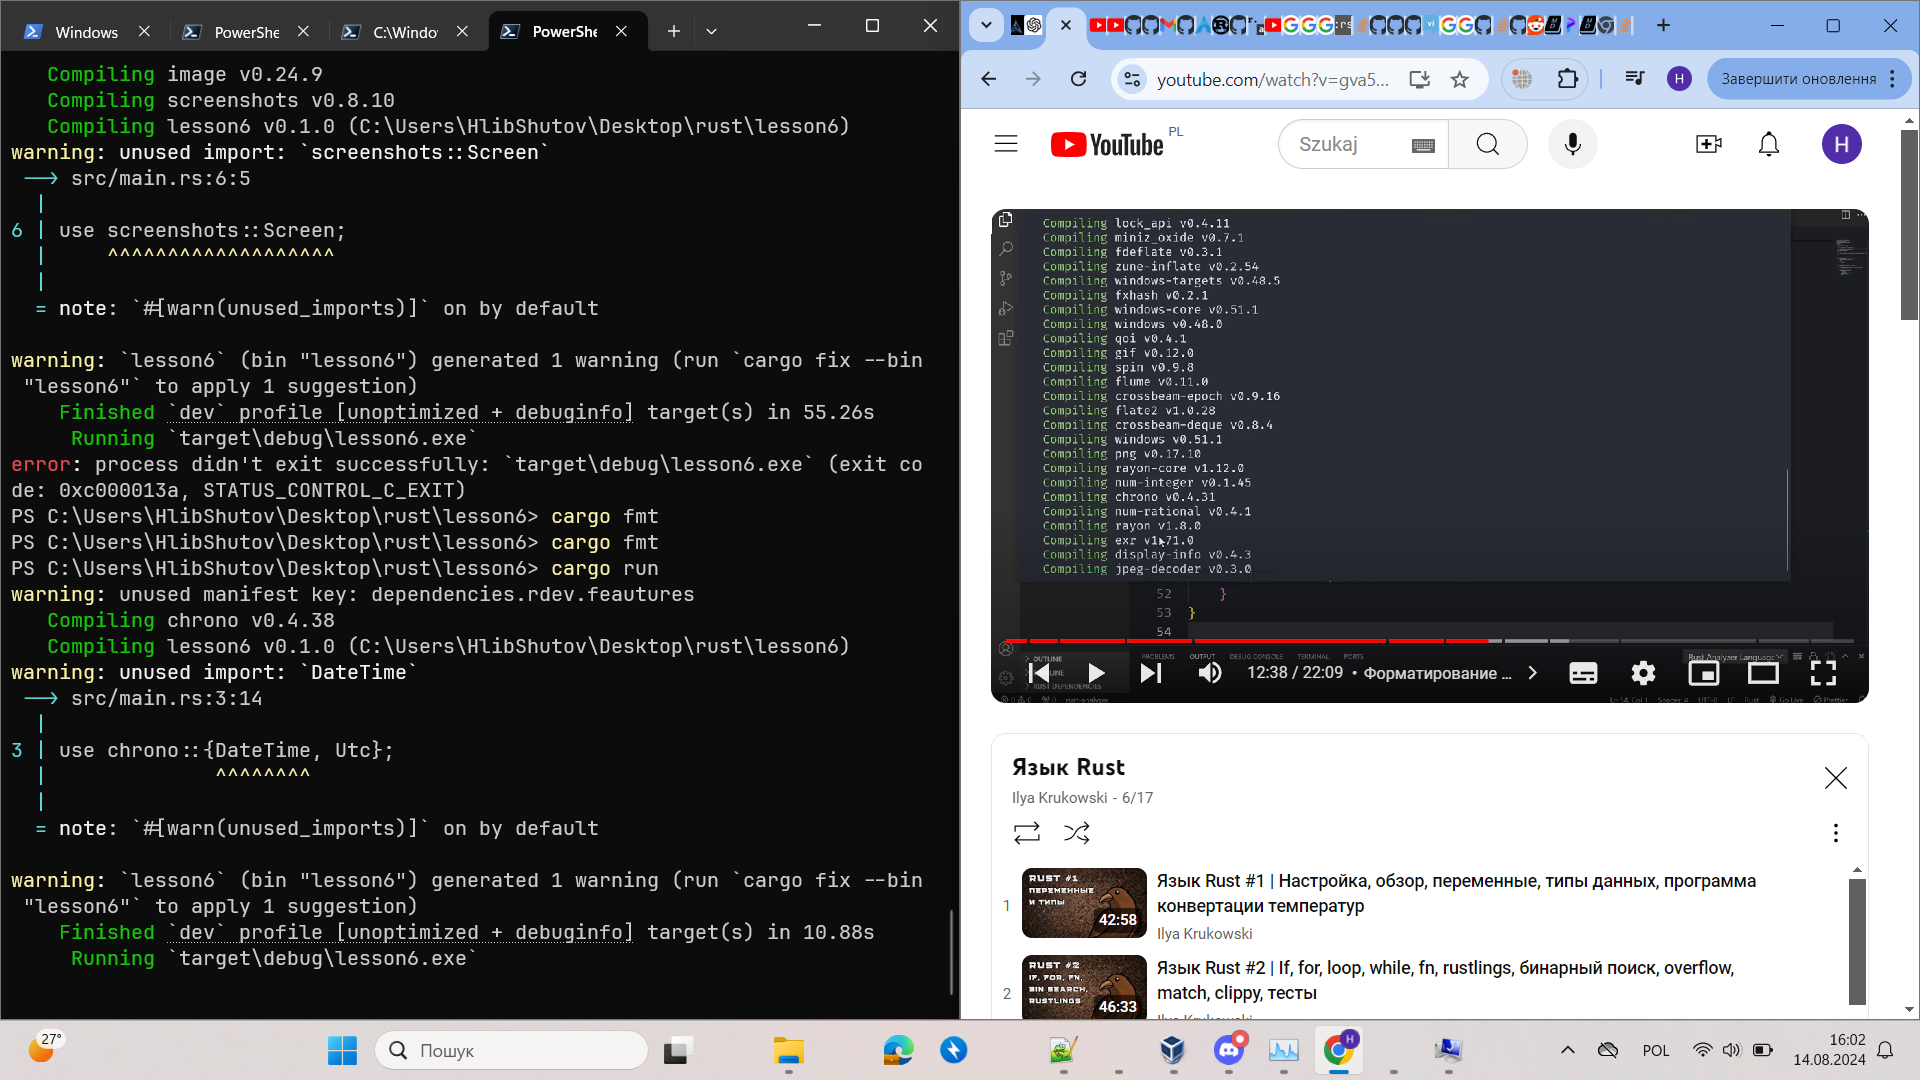 Windows
PowerShe
C:\Windo
PowerShe
Compiling image v0.24.9
Compiling screenshots v0.8.10
Compiling lesson6 v0.1.0 (C:\Users\HlibShutov\Desktop\rust\lesson6)
warning: unused import: `screenshots::Screen`
--> src/main.rs:6:5
|
6 | use screenshots::Screen;
| ^^^^^^^^^^^^^^^^^^^
|
= note: `#[warn(unused_imports)]` on by default
warning: `lesson6` (bin "lesson6") generated 1 warning (run `cargo fix --bin
"lesson6"` to apply 1 suggestion)
Finished `dev` profile [unoptimized + debuginfo] target(s) in 55.26s
Running `target\debug\lesson6.exe`
error: process didn't exit successfully: `target\debug\lesson6.exe` (exit co
de: 0xc000013a, STATUS_CONTROL_C_EXIT)
PS C:\Users\HlibShutov\Desktop\rust\lesson6> cargo fmt
PS C:\Users\HlibShutov\Desktop\rust\lesson6> cargo fmt
PS C:\Users\HlibShutov\Desktop\rust\lesson6> cargo run
warning: unused manifest key: dependencies.rdev.feautures
Compiling chrono v0.4.38
Compiling lesson6 v0.1.0 (C:\Users\HlibShutov\Desktop\rust\lesson6)
warning: unused import: `DateTime`
--> src/main.rs:3:14
|
3 | use chrono::{DateTime, Utc};
| ^^^^^^^^
|
= note: `#[warn(unused_imports)]` on by default
warning: `lesson6` (bin "lesson6") generated 1 warning (run `cargo fix --bin
"lesson6"` to apply 1 suggestion)
Finished `dev` profile [unoptimized + debuginfo] target(s) in 10.88s
Running `target\debug\lesson6.exe`
youtube.com/watch?v=gva5...
H
Завершити оновлення
YouTube PL
Szukaj
H
Compiling lock_api v0.4.11
Compiling miniz_oxide v0.7.1
Compiling fdeflate v0.3.1
Compiling zune-inflate v0.2.54
Compiling windows-targets v0.48.5
Compiling fxhash v0.2.1
Compiling windows-core v0.51.1
Compiling windows v0.48.0
Compiling qoi v0.4.1
Compiling gif v0.12.0
Compiling spin v0.9.8
Compiling flume v0.11.0
Compiling crossbeam-epoch v0.9.16
Compiling flate2 v1.0.28
Compiling crossbeam-deque v0.8.4
Compiling windows v0.51.1
Compiling png v0.17.10
Compiling rayon-core v1.12.0
Compiling num-integer v0.1.45
Compiling chrono v0.4.31
Compiling num-rational v0.4.1
Compiling rayon v1.8.0
Compiling exr v1.71.0
Compiling display-info v0.4.3
Compiling jpeg-decoder v0.3.0
52 }
53 }
54
PROBLEMS OUTPUT DEBUG CONSOLE TERMINAL PORTS
OUTLINE
RUST DEPENDENCIES
12:38 / 22:09 • Форматирование ...
Язык Rust
Ilya Krukowski - 6/17
1
RUST #1
ПЕРЕМЕННЫЕ
И ТИПЫ
42:58
Язык Rust #1 | Настройка, обзор, переменные, типы данных, программа
конвертации температур
Ilya Krukowski
2
RUST #2
IF, FOR, FN,
BIN SEARCH,
RUSTLINGS
46:33
Язык Rust #2 | If, for, loop, while, fn, rustlings, бинарный поиск, overflow,
match, clippy, тесты
Ilya Krukowski
27°
Пошук
H
POL
16:02
14.08.2024